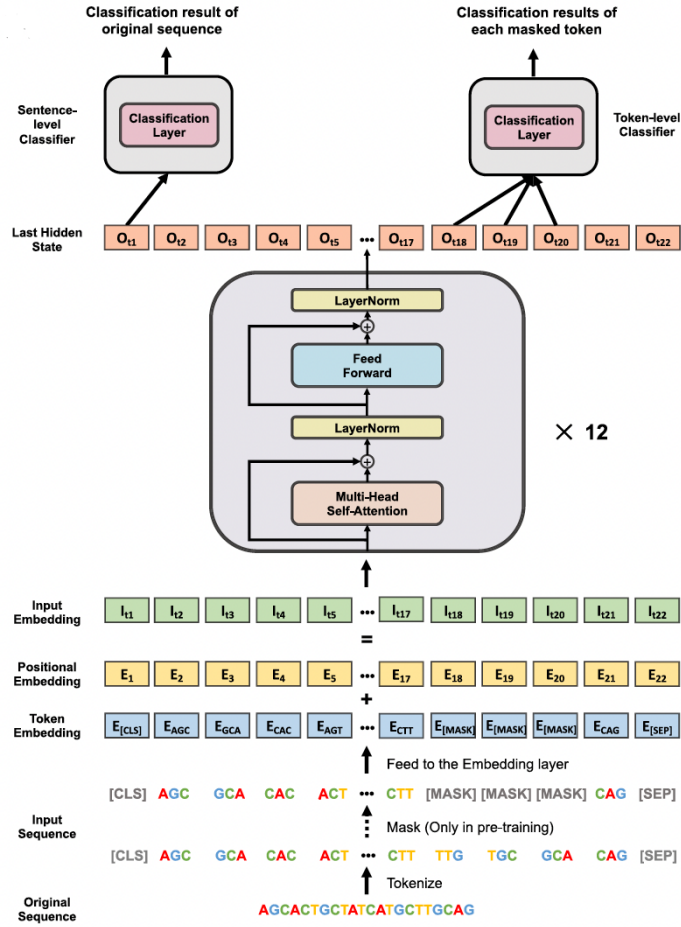 Classification result of
original sequence
Classification results of
each masked token
Sentence-
level
Classifier
Classification
Layer
Classification
Layer
Token-level
Classifier
Last Hidden
State
Ot1 Ot2 Ot3 Ot4 Ot5 ••• Ot17 Ot18 Ot19 Ot20 Ot21 Ot22
LayerNorm
+
Feed
Forward
LayerNorm
+
Multi-Head
Self-Attention
× 12
Input
Embedding
It1 It2 It3 It4 It5 ••• It17 It18 It19 It20 It21 It22
=
Positional
Embedding
E1 E2 E3 E4 E5 ••• E17 E18 E19 E20 E21 E22
+
Token
Embedding
E[CLS] EAGC EGCA ECAC EAGT ••• ECTT E[MASK] E[MASK] E[MASK] ECAG E[SEP]
Feed to the Embedding layer
[CLS] AGC GCA CAC ACT ••• CTT [MASK] [MASK] [MASK] CAG [SEP]
Input
Sequence
Mask (Only in pre-training)
[CLS] AGC GCA CAC ACT ••• CTT TTG TGC GCA CAG [SEP]
Tokenize
Original
Sequence
AGCACTGCTATCATGCTTGCAG